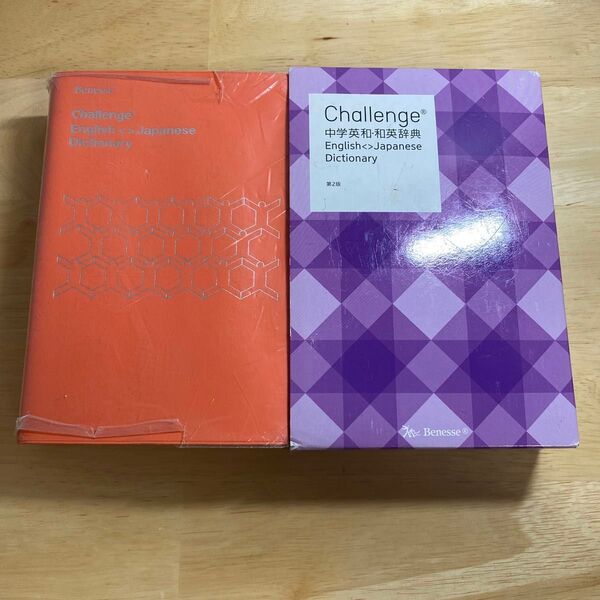 Benesse®
Challenge®
English<>Japanese
Dictionary
Challenge®
中学英和・和英辞典
English<>Japanese
Dictionary
第2版
Benesse®